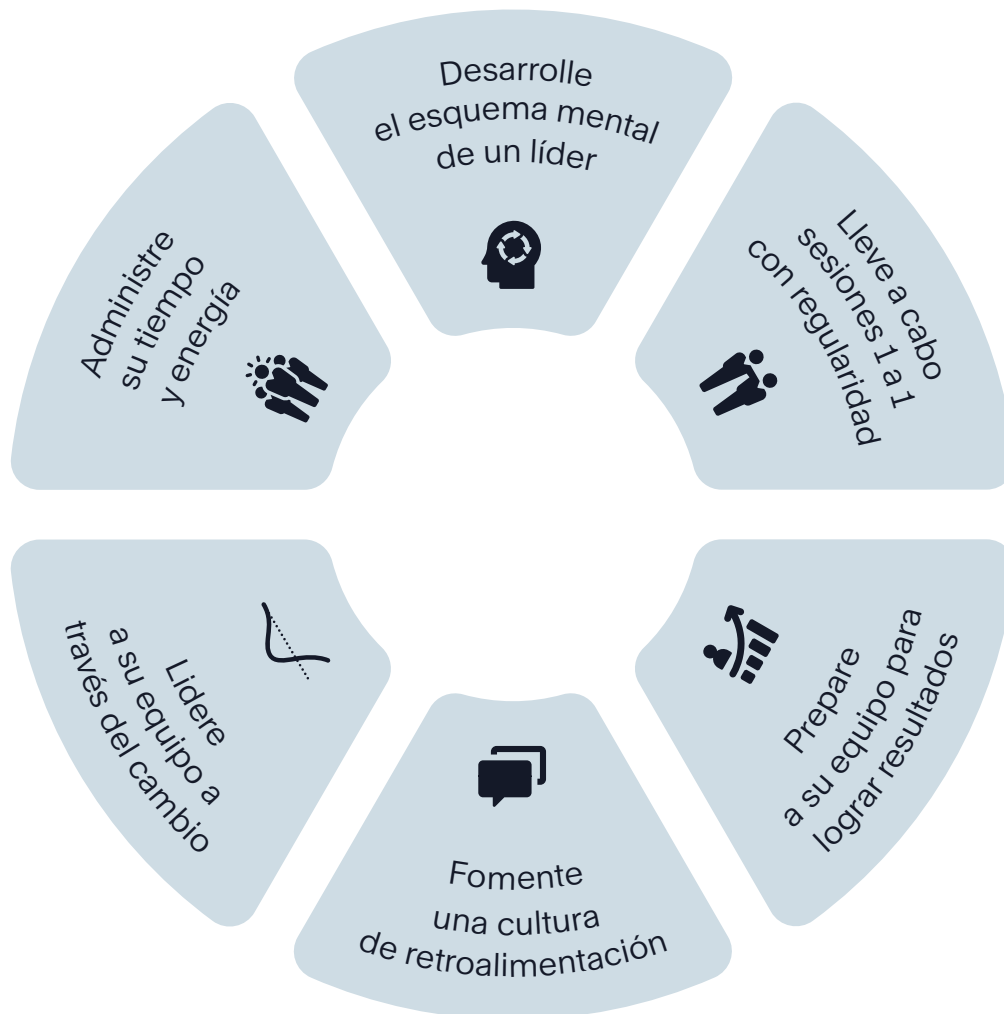 Desarrolle
el esquema mental
de un líder
Lleve a cabo
sesiones 1 a 1
con regularidad
Prepare
a su equipo para
lograr resultados
Fomente
una cultura
de retroalimentación
Lidere
a su equipo a
través del cambio
Administre
su tiempo
y energía